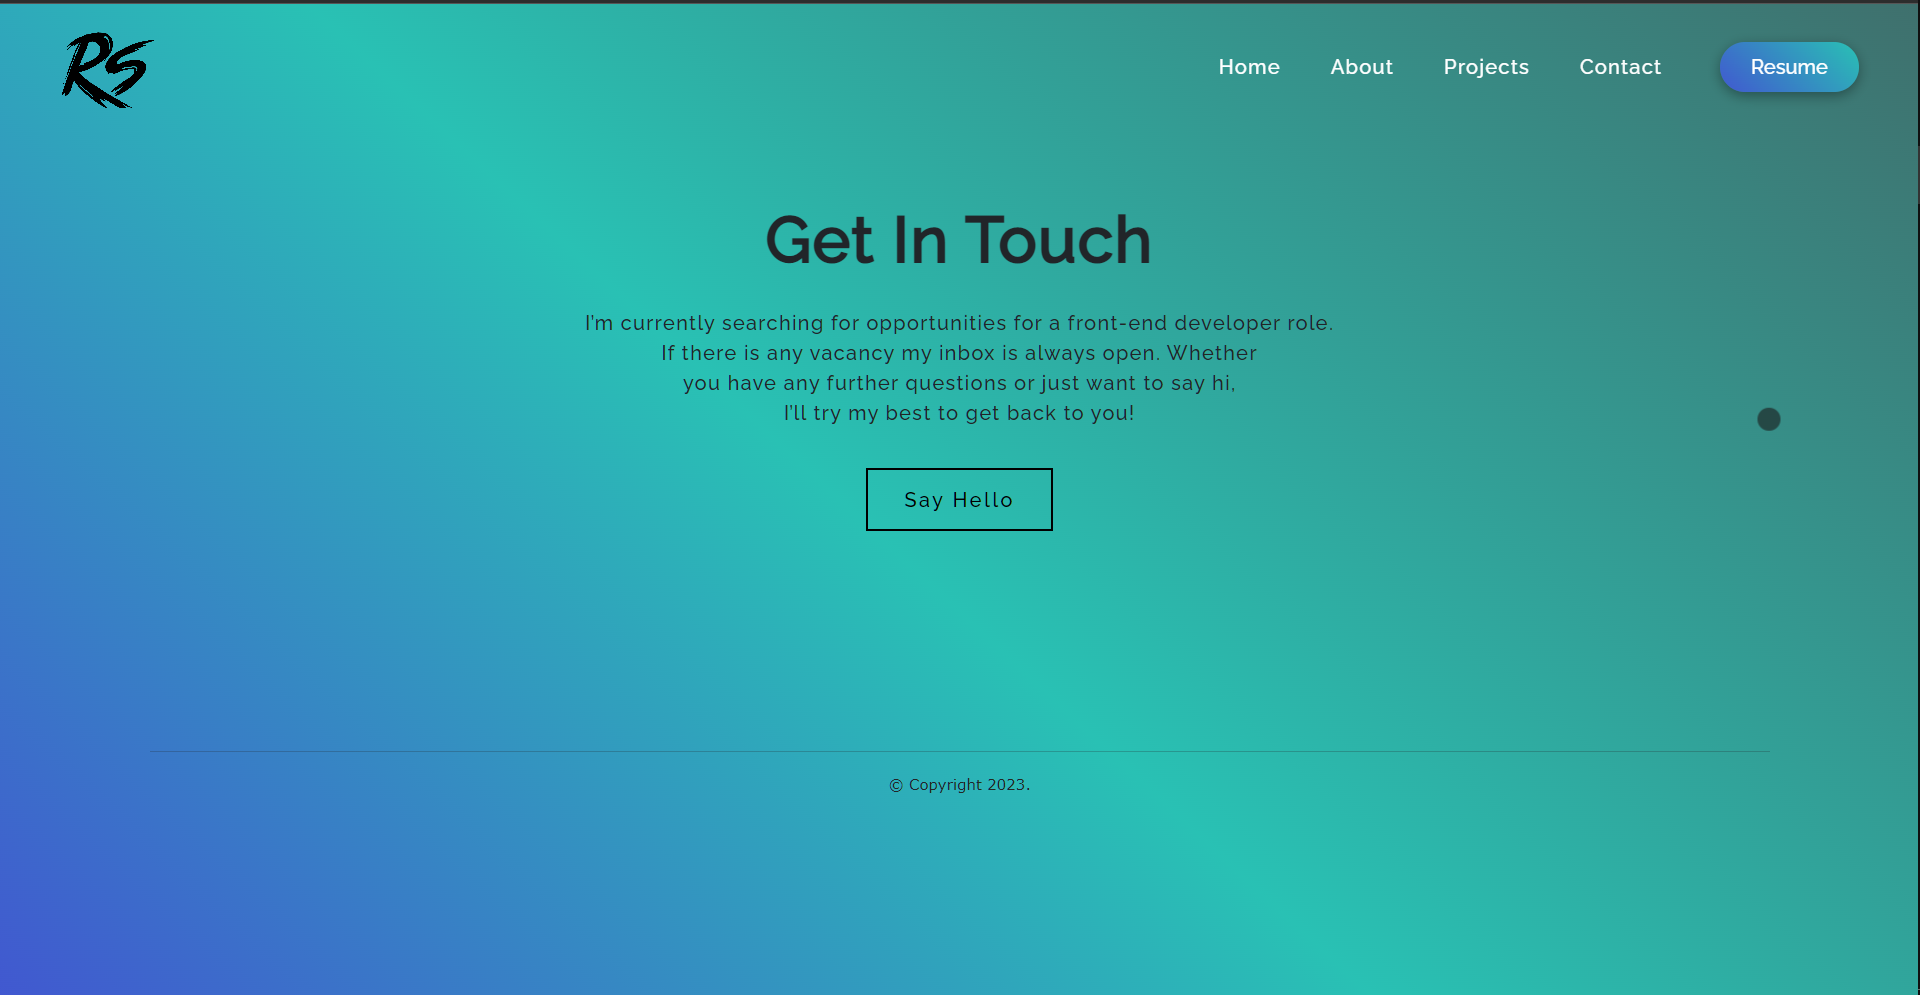 RS
Home
About
Projects
Contact
Resume
Get In Touch
I'm currently searching for opportunities for a front-end developer role.
If there is any vacancy my inbox is always open. Whether
you have any further questions or just want to say hi,
I'll try my best to get back to you!
Say Hello
© Copyright 2023.